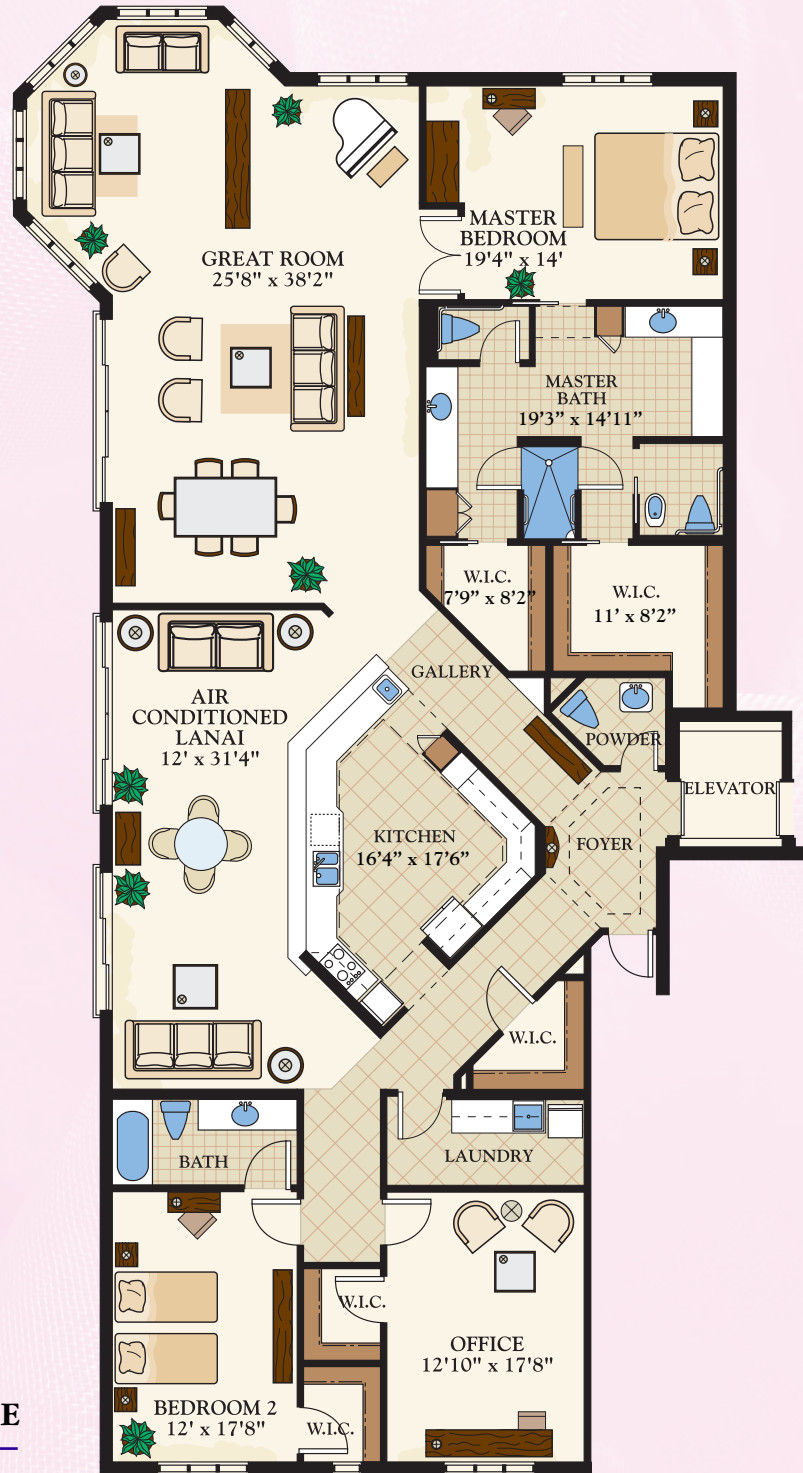 GREAT ROOM
25'8" x 38'2"
MASTER
BEDROOM
19'4" x 14'
MASTER
BATH
19'3” x 14'11”
W.I.C.
7'9” x 8'2”
W.I.C.
11' x 8'2”
GALLERY
AIR
CONDITIONED
LANAI
12' x 31'4"
POWDER
ELEVATOR
KITCHEN
16'4” x 17'6”
FOYER
W.I.C.
BATH
LAUNDRY
W.I.C.
OFFICE
12'10" x 17'8"
BEDROOM 2
12' x 17'8"
W.I.C.
E